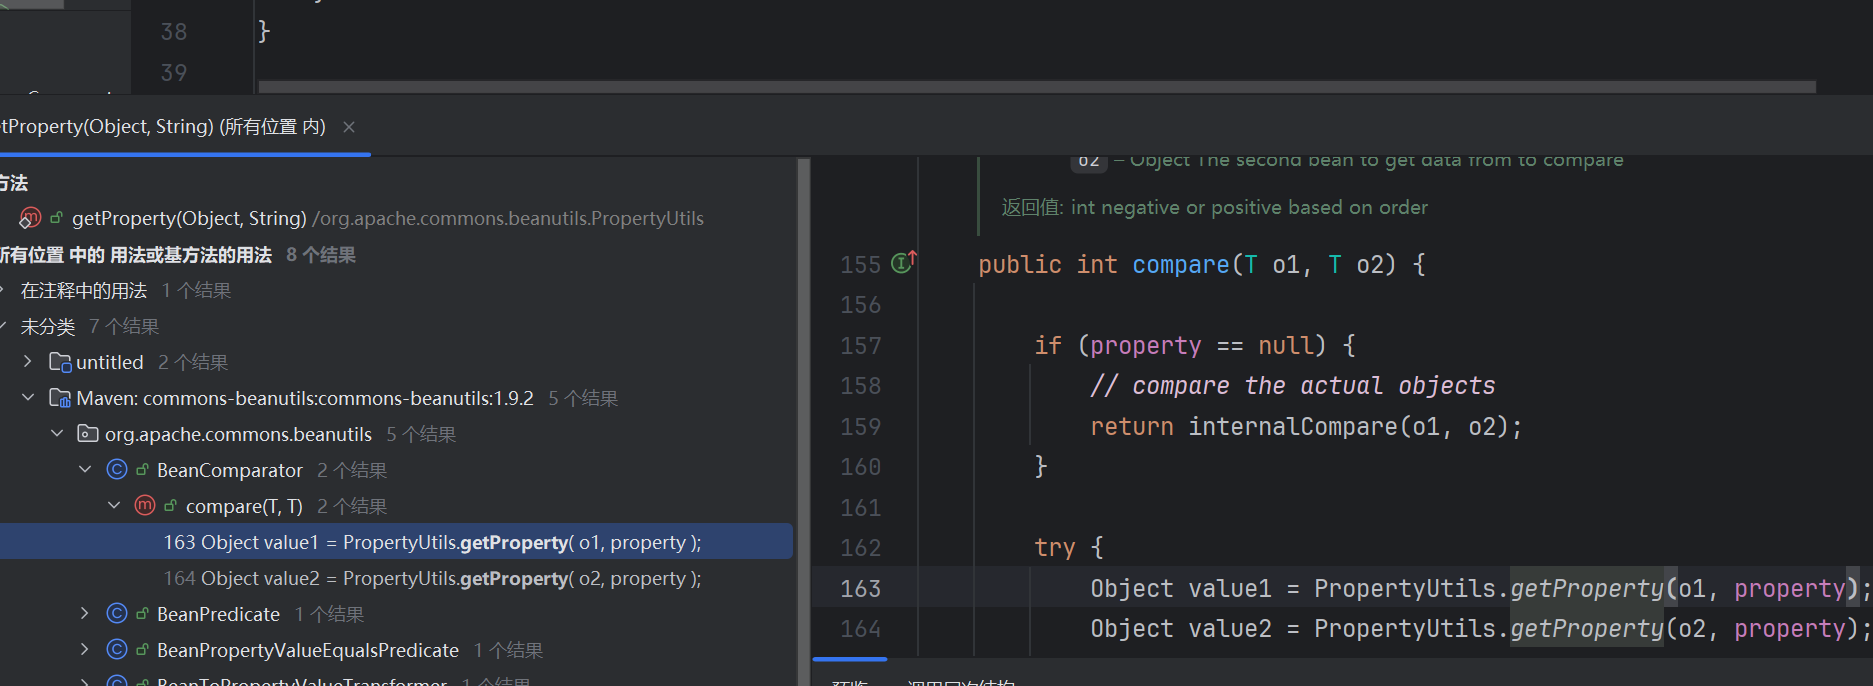 38 }
39
tProperty(Object, String) (所有位置 内) ×
方法
getProperty(Object, String) /org.apache.commons.beanutils.PropertyUtils
所有位置 中的 用法或基方法的用法 8 个结果
在注释中的用法 1 个结果
未分类 7 个结果
untitled 2 个结果
Maven: commons-beanutils:commons-beanutils:1.9.2 5 个结果
org.apache.commons.beanutils 5 个结果
BeanComparator 2 个结果
compare(T, T) 2 个结果
163 Object value1 = PropertyUtils.getProperty( o1, property );
164 Object value2 = PropertyUtils.getProperty( o2, property );
BeanPredicate 1 个结果
BeanPropertyValueEqualsPredicate 1 个结果
BeanToPropertyValueTransformer 1 个结果
o2 – Object The second bean to get data from to compare
返回值: int negative or positive based on order
155 public int compare(T o1, T o2) {
156
157 if (property == null) {
158 // compare the actual objects
159 return internalCompare(o1, o2);
160 }
161
162 try {
163 Object value1 = PropertyUtils.getProperty(o1, property);
164 Object value2 = PropertyUtils.getProperty(o2, property);
预览 调用层次结构